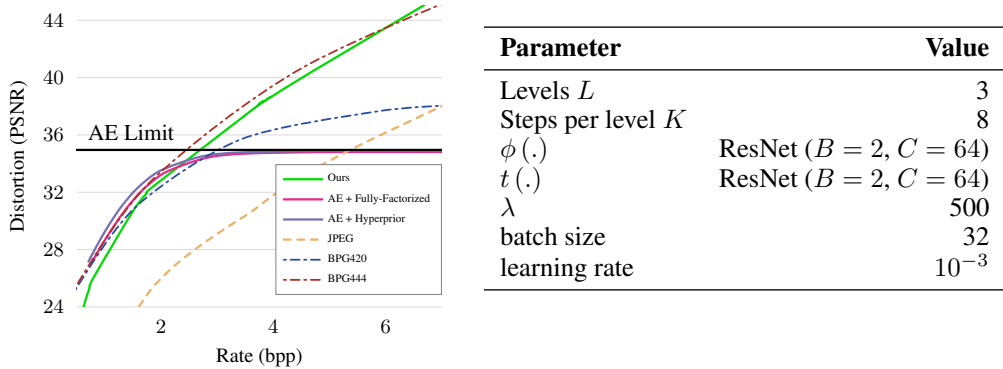 44
40
36
32
28
24
Distortion (PSNR)
AE Limit
Ours
AE + Fully-Factorized
AE + Hyperprior
JPEG
BPG420
BPG444
2 4 6
Rate (bpp)
Parameter Value
Levels L 3
Steps per level K 8
ϕ (.) ResNet (B = 2, C = 64)
t (.) ResNet (B = 2, C = 64)
λ 500
batch size 32
learning rate 10⁻³